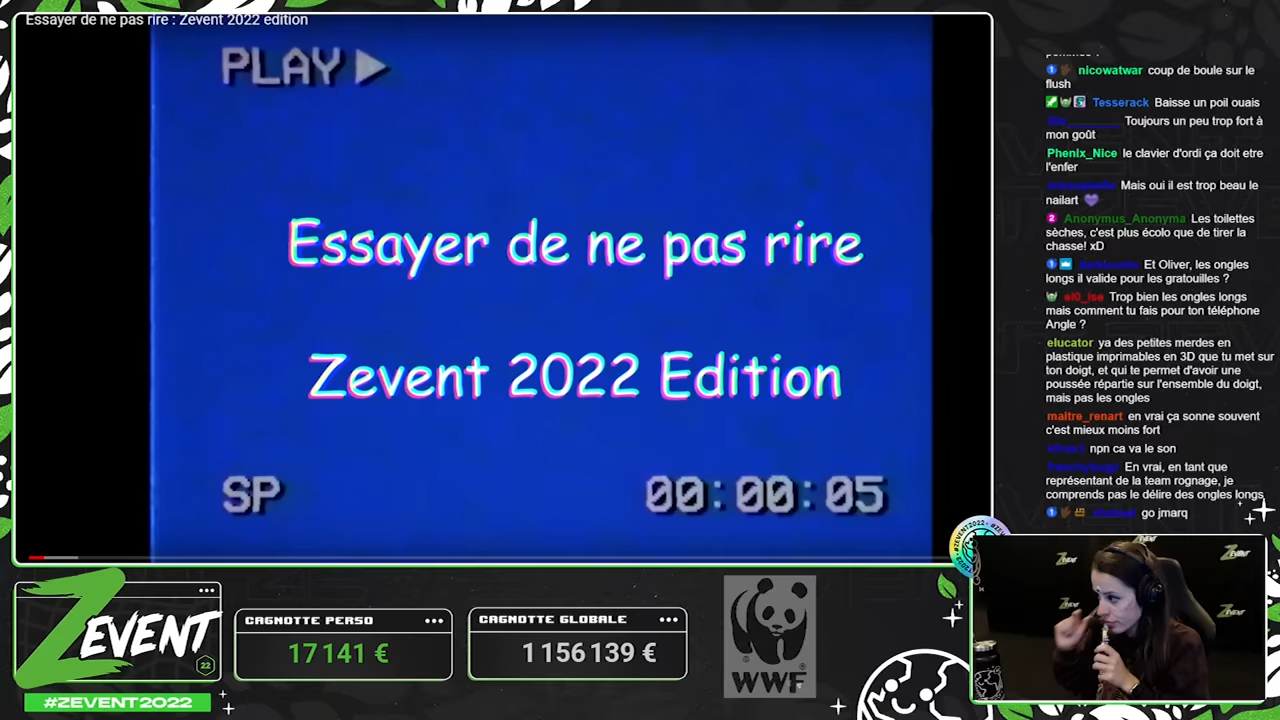 Essayer de ne pas rire : Zevent 2022 edition
PLAY
Essayer de ne pas rire
Zevent 2022 Edition
SP
00:00:05
nicowatwar coup de boule sur le
flush
Tesserack Baisse un poil ouais
Toujours un peu trop fort à
mon goût
Phenix_Nice le clavier d'ordi ça doit etre
l'enfer
Mais oui il est trop beau le
nailart
Anonymus_Anonyma Les toilettes
sèches, c'est plus écolo que de tirer la
chasse! xD
Et Oliver, les ongles
longs il valide pour les gratouilles ?
el0_ise Trop bien les ongles longs
mais comment tu fais pour ton téléphone
Angle ?
elucator ya des petites merdes en
plastique imprimables en 3D que tu met sur
ton doigt, et qui te permet d'avoir une
poussée répartie sur l'ensemble du doigt,
mais pas les ongles
maitre_renart en vrai ça sonne souvent
c'est mieux moins fort
npn ca va le son
En vrai, en tant que
représentant de la team rognage, je
comprends pas le délire des ongles longs
go jmarq
ZEVENT
22
#ZEVENT2022
CAGNOTTE PERSO
17 141 €
CAGNOTTE GLOBALE
1 156 139 €
WWF